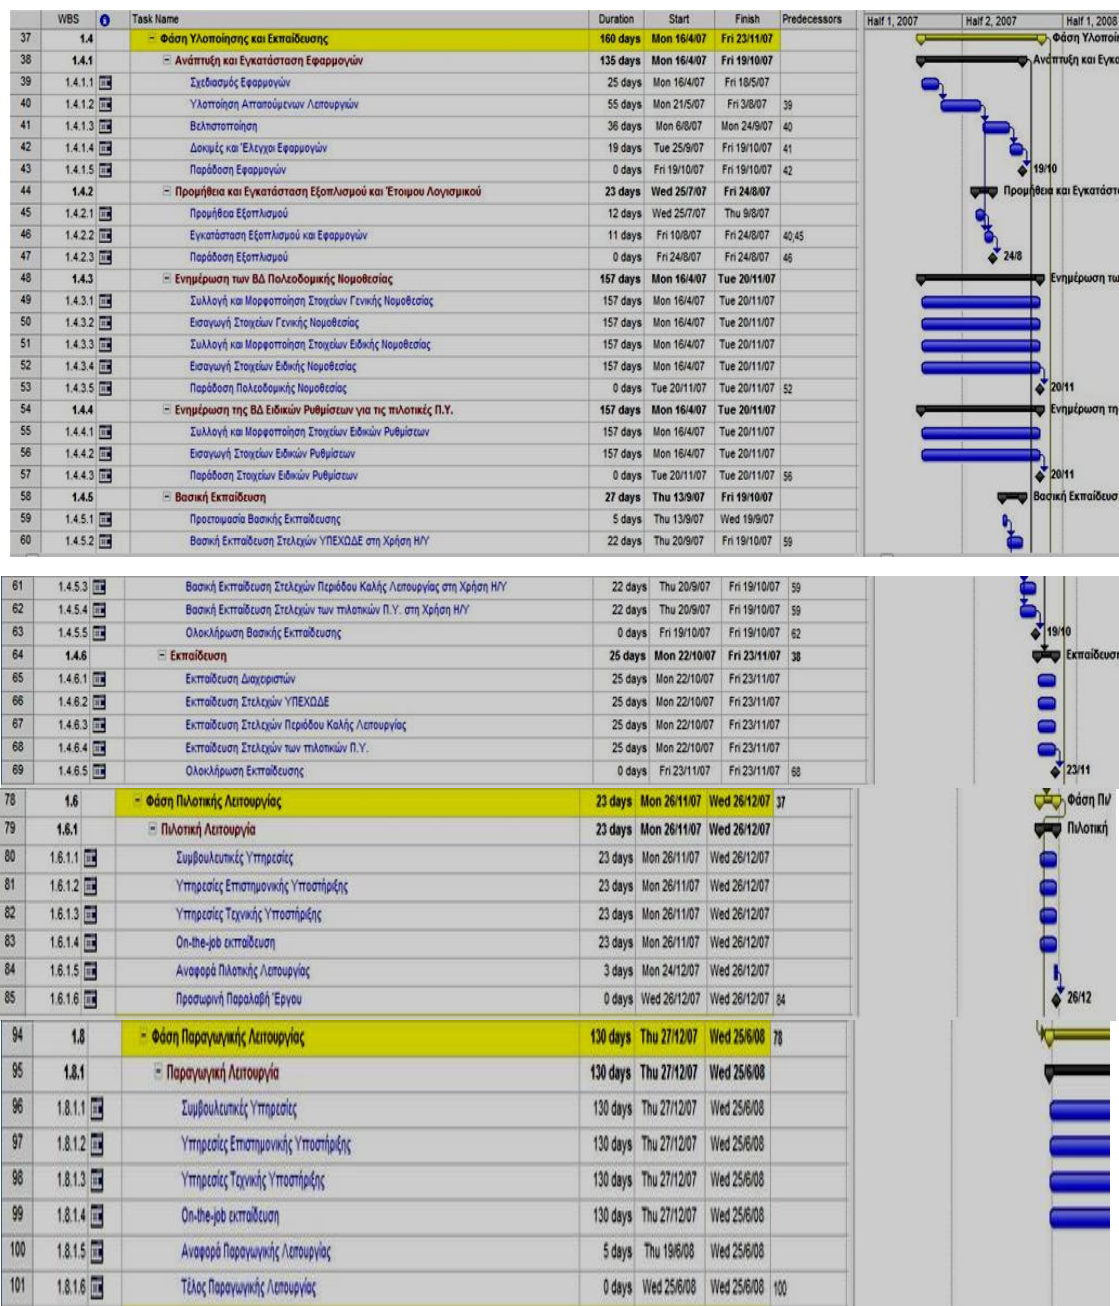 WBS Task Name Duration Start Finish Predecessors Half 1, 2007 Half 2, 2007 Half 1, 2008
37 1.4 Φάση Υλοποίησης και Εκπαίδευσης 160 days Mon 16/4/07 Fri 23/11/07 Φάση Υλοποίη
38 1.4.1 Ανάπτυξη και Εγκατάσταση Εφαρμογών 135 days Mon 16/4/07 Fri 19/10/07 Ανάπτυξη και Εγκα
39 1.4.1.1 Σχεδιασμός Εφαρμογών 25 days Mon 16/4/07 Fri 18/5/07
40 1.4.1.2 Υλοποίηση Απαιτούμενων Λειτουργιών 55 days Mon 21/5/07 Fri 3/8/07 39
41 1.4.1.3 Βελτιστοποίηση 36 days Mon 6/8/07 Mon 24/9/07 40
42 1.4.1.4 Δοκιμές και Έλεγχοι Εφαρμογών 19 days Tue 25/9/07 Fri 19/10/07 41
43 1.4.1.5 Παράδοση Εφαρμογών 0 days Fri 19/10/07 Fri 19/10/07 42 19/10
44 1.4.2 Προμήθεια και Εγκατάσταση Εξοπλισμού και Έτοιμου Λογισμικού 23 days Wed 25/7/07 Fri 24/8/07 Προμήθεια και Εγκατάστα
45 1.4.2.1 Προμήθεια Εξοπλισμού 12 days Wed 25/7/07 Thu 9/8/07
46 1.4.2.2 Εγκατάσταση Εξοπλισμού και Εφαρμογών 11 days Fri 10/8/07 Fri 24/8/07 40;45
47 1.4.2.3 Παράδοση Εξοπλισμού 0 days Fri 24/8/07 Fri 24/8/07 46 24/8
48 1.4.3 Ενημέρωση των ΒΔ Πολεοδομικής Νομοθεσίας 157 days Mon 16/4/07 Tue 20/11/07 Ενημέρωση τω
49 1.4.3.1 Συλλογή και Μορφοποίηση Στοιχείων Γενικής Νομοθεσίας 157 days Mon 16/4/07 Tue 20/11/07
50 1.4.3.2 Εισαγωγή Στοιχείων Γενικής Νομοθεσίας 157 days Mon 16/4/07 Tue 20/11/07
51 1.4.3.3 Συλλογή και Μορφοποίηση Στοιχείων Ειδικής Νομοθεσίας 157 days Mon 16/4/07 Tue 20/11/07
52 1.4.3.4 Εισαγωγή Στοιχείων Ειδικής Νομοθεσίας 157 days Mon 16/4/07 Tue 20/11/07
53 1.4.3.5 Παράδοση Πολεοδομικής Νομοθεσίας 0 days Tue 20/11/07 Tue 20/11/07 52 20/11
54 1.4.4 Ενημέρωση της ΒΔ Ειδικών Ρυθμίσεων για τις πιλοτικές Π.Υ. 157 days Mon 16/4/07 Tue 20/11/07 Ενημέρωση τη
55 1.4.4.1 Συλλογή και Μορφοποίηση Στοιχείων Ειδικών Ρυθμίσεων 157 days Mon 16/4/07 Tue 20/11/07
56 1.4.4.2 Εισαγωγή Στοιχείων Ειδικών Ρυθμίσεων 157 days Mon 16/4/07 Tue 20/11/07
57 1.4.4.3 Παράδοση Στοιχείων Ειδικών Ρυθμίσεων 0 days Tue 20/11/07 Tue 20/11/07 56 20/11
58 1.4.5 Βασική Εκπαίδευση 27 days Thu 13/9/07 Fri 19/10/07 Βασική Εκπαίδευσ
59 1.4.5.1 Προετοιμασία Βασικής Εκπαίδευσης 5 days Thu 13/9/07 Wed 19/9/07
60 1.4.5.2 Βασική Εκπαίδευση Στελεχών ΥΠΕΧΩΔΕ στη Χρήση Η/Υ 22 days Thu 20/9/07 Fri 19/10/07 59
61 1.4.5.3 Βασική Εκπαίδευση Στελεχών Περιόδου Καλής Λειτουργίας στη Χρήση Η/Υ 22 days Thu 20/9/07 Fri 19/10/07 59
62 1.4.5.4 Βασική Εκπαίδευση Στελεχών των πιλοτικών Π.Υ. στη Χρήση Η/Υ 22 days Thu 20/9/07 Fri 19/10/07 59
63 1.4.5.5 Ολοκλήρωση Βασικής Εκπαίδευσης 0 days Fri 19/10/07 Fri 19/10/07 62 19/10
64 1.4.6 Εκπαίδευση 25 days Mon 22/10/07 Fri 23/11/07 38 Εκπαίδευση
65 1.4.6.1 Εκπαίδευση Διαχειριστών 25 days Mon 22/10/07 Fri 23/11/07
66 1.4.6.2 Εκπαίδευση Στελεχών ΥΠΕΧΩΔΕ 25 days Mon 22/10/07 Fri 23/11/07
67 1.4.6.3 Εκπαίδευση Στελεχών Περιόδου Καλής Λειτουργίας 25 days Mon 22/10/07 Fri 23/11/07
68 1.4.6.4 Εκπαίδευση Στελεχών των πιλοτικών Π.Υ. 25 days Mon 22/10/07 Fri 23/11/07
69 1.4.6.5 Ολοκλήρωση Εκπαίδευσης 0 days Fri 23/11/07 Fri 23/11/07 68 23/11
78 1.6 Φάση Πιλοτικής Λειτουργίας 23 days Mon 26/11/07 Wed 26/12/07 37 Φάση Πιλ
79 1.6.1 Πιλοτική Λειτουργία 23 days Mon 26/11/07 Wed 26/12/07 Πιλοτική
80 1.6.1.1 Συμβουλευτικές Υπηρεσίες 23 days Mon 26/11/07 Wed 26/12/07
81 1.6.1.2 Υπηρεσίες Επιστημονικής Υποστήριξης 23 days Mon 26/11/07 Wed 26/12/07
82 1.6.1.3 Υπηρεσίες Τεχνικής Υποστήριξης 23 days Mon 26/11/07 Wed 26/12/07
83 1.6.1.4 On-the-job εκπαίδευση 23 days Mon 26/11/07 Wed 26/12/07
84 1.6.1.5 Αναφορά Πιλοτικής Λειτουργίας 3 days Mon 24/12/07 Wed 26/12/07
85 1.6.1.6 Προσωρινή Παραλαβή Έργου 0 days Wed 26/12/07 Wed 26/12/07 84 26/12
94 1.8 Φάση Παραγωγικής Λειτουργίας 130 days Thu 27/12/07 Wed 25/6/08 78
95 1.8.1 Παραγωγική Λειτουργία 130 days Thu 27/12/07 Wed 25/6/08
96 1.8.1.1 Συμβουλευτικές Υπηρεσίες 130 days Thu 27/12/07 Wed 25/6/08
97 1.8.1.2 Υπηρεσίες Επιστημονικής Υποστήριξης 130 days Thu 27/12/07 Wed 25/6/08
98 1.8.1.3 Υπηρεσίες Τεχνικής Υποστήριξης 130 days Thu 27/12/07 Wed 25/6/08
99 1.8.1.4 On-the-job εκπαίδευση 130 days Thu 27/12/07 Wed 25/6/08
100 1.8.1.5 Αναφορά Παραγωγικής Λειτουργίας 5 days Thu 19/6/08 Wed 25/6/08
101 1.8.1.6 Τέλος Παραγωγικής Λειτουργίας 0 days Wed 25/6/08 Wed 25/6/08 100